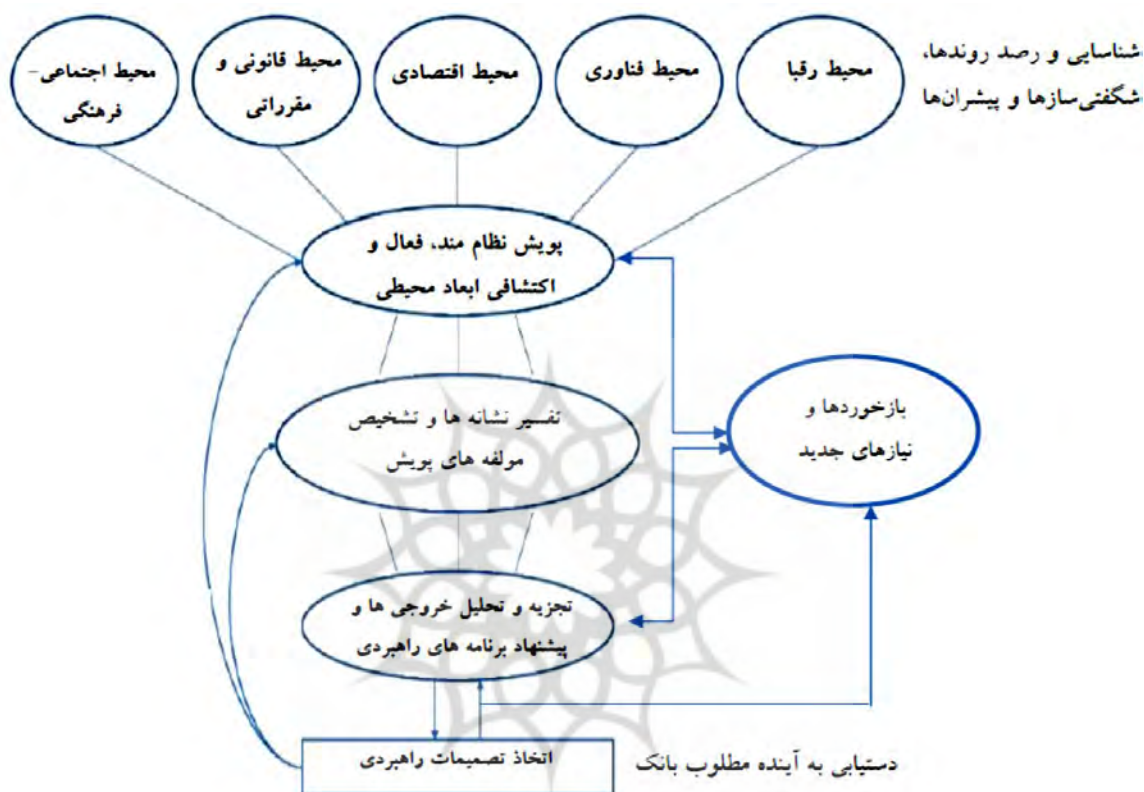 شناسایی و رصد روندها،
شگفتی‌سازها و پیشران‌ها
محیط رقبا
محیط فناوری
محیط اقتصادی
محیط قانونی و
مقرراتی
محیط اجتماعی-
فرهنگی
پویش نظام مند، فعال و
اکتشافی ابعاد محیطی
بازخوردها و
نیازهای جدید
تفسیر نشانه ها و تشخیص
مولفه های پویش
تجزیه و تحلیل خروجی ها و
پیشنهاد برنامه های راهبردی
دستیابی به آینده مطلوب بانک
اتخاذ تصمیمات راهبردی